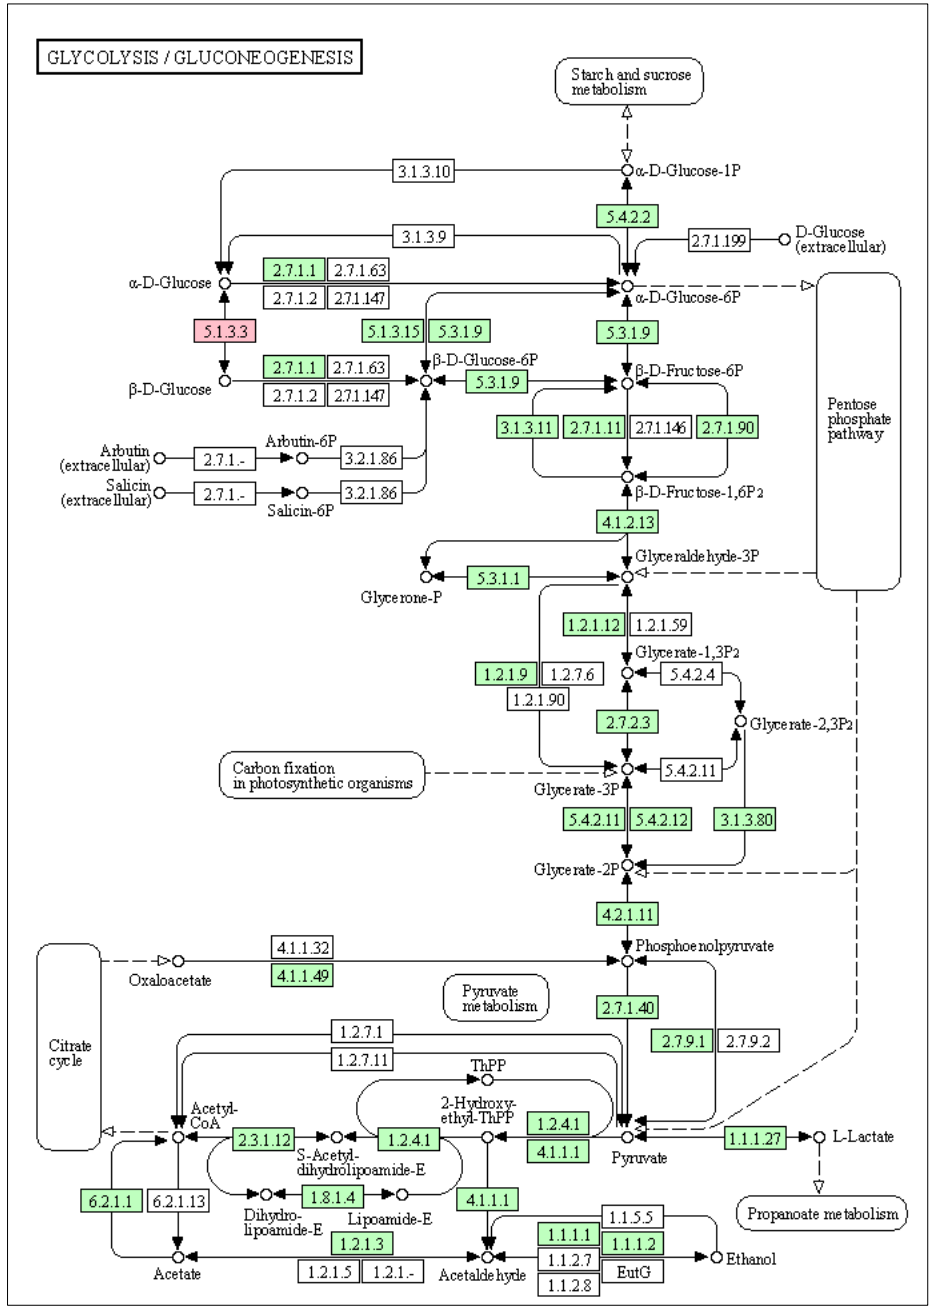 GLYCOLYSIS / GLUCONEOGENESIS
Starch and sucrose
metabolism
3.1.3.10
α-D-Glucose-1P
5.4.2.2
3.1.3.9
2.7.1.199
D-Glucose
(extracellular)
α-D-Glucose
2.7.1.1
2.7.1.63
2.7.1.2
2.7.1.147
α-D-Glucose-6P
5.1.3.3
5.1.3.15
5.3.1.9
5.3.1.9
β-D-Glucose
2.7.1.1
2.7.1.63
2.7.1.2
2.7.1.147
β-D-Glucose-6P
5.3.1.9
β-D-Fructose-6P
Pentose
phosphate
pathway
3.1.3.11
2.7.1.11
2.7.1.146
2.7.1.90
Arbutin
(extracellular)
2.7.1.-
Arbutin-6P
3.2.1.86
Salicin
(extracellular)
2.7.1.-
Salicin-6P
3.2.1.86
β-D-Fructose-1,6P2
4.1.2.13
Glyceraldehyde-3P
Glycerone-P
5.3.1.1
1.2.1.12
1.2.1.59
Glycerate-1,3P2
1.2.1.9
1.2.7.6
1.2.1.90
5.4.2.4
2.7.2.3
Glycerate-2,3P2
Carbon fixation
in photosynthetic organisms
5.4.2.11
Glycerate-3P
5.4.2.11
5.4.2.12
3.1.3.80
Glycerate-2P
4.2.1.11
4.1.1.32
4.1.1.49
Oxaloacetate
Phosphoenolpyruvate
Pyruvate
metabolism
2.7.1.40
2.7.9.1
2.7.9.2
Citrate
cycle
1.2.7.1
1.2.7.11
ThPP
Acetyl-
CoA
2-Hydroxy-
ethyl-ThPP
2.3.1.12
S-Acetyl-
dihydrolipoamide-E
1.2.4.1
1.2.4.1
4.1.1.1
Pyruvate
1.1.1.27
L-Lactate
6.2.1.1
6.2.1.13
Dihydro-
lipoamide-E
1.8.1.4
Lipoamide-E
4.1.1.1
Propanoate metabolism
Acetate
1.2.1.3
1.2.1.5
1.2.1.-
Acetaldehyde
1.1.5.5
1.1.1.1
1.1.1.2
1.1.2.7
EutG
1.1.2.8
Ethanol